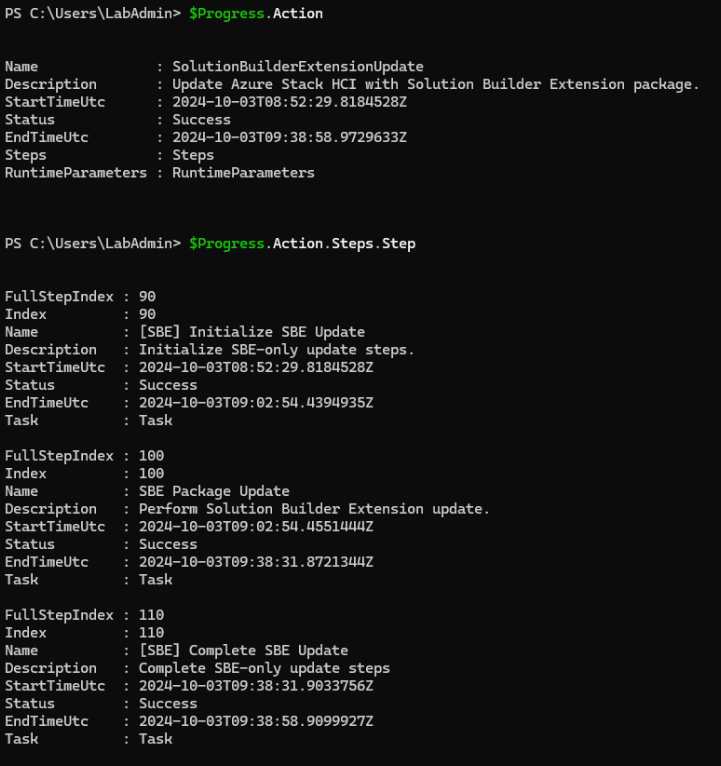 PS C:\Users\LabAdmin> $Progress.Action
Name : SolutionBuilderExtensionUpdate
Description : Update Azure Stack HCI with Solution Builder Extension package.
StartTimeUtc : 2024-10-03T08:52:29.8184528Z
Status : Success
EndTimeUtc : 2024-10-03T09:38:58.9729633Z
Steps : Steps
RuntimeParameters : RuntimeParameters
PS C:\Users\LabAdmin> $Progress.Action.Steps.Step
FullStepIndex : 90
Index : 90
Name : [SBE] Initialize SBE Update
Description : Initialize SBE-only update steps.
StartTimeUtc : 2024-10-03T08:52:29.8184528Z
Status : Success
EndTimeUtc : 2024-10-03T09:02:54.4394935Z
Task : Task
FullStepIndex : 100
Index : 100
Name : SBE Package Update
Description : Perform Solution Builder Extension update.
StartTimeUtc : 2024-10-03T09:02:54.4551444Z
Status : Success
EndTimeUtc : 2024-10-03T09:38:31.8721344Z
Task : Task
FullStepIndex : 110
Index : 110
Name : [SBE] Complete SBE Update
Description : Complete SBE-only update steps
StartTimeUtc : 2024-10-03T09:38:31.9033756Z
Status : Success
EndTimeUtc : 2024-10-03T09:38:58.9099927Z
Task : Task